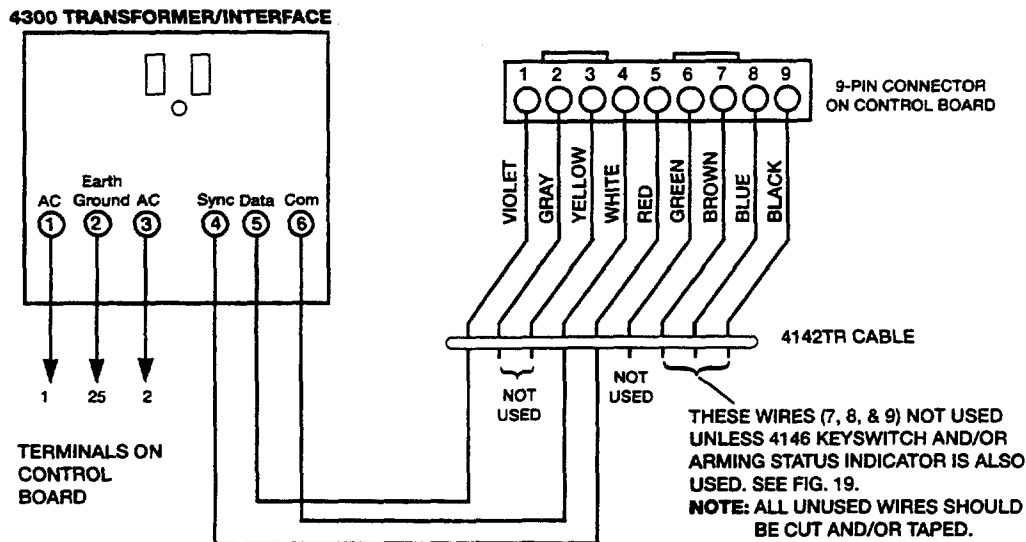 4300 TRANSFORMER/INTERFACE
1 2 3 4 5 6 7 8 9
9-PIN CONNECTOR
ON CONTROL BOARD
VIOLET
GRAY
YELLOW
WHITE
RED
GREEN
BROWN
BLUE
BLACK
AC
Earth
Ground
AC
Sync
Data
Com
1 2 3 4 5 6
4142TR CABLE
NOT
USED
NOT
USED
1 25 2
TERMINALS ON
CONTROL
BOARD
THESE WIRES (7, 8, & 9) NOT USED
UNLESS 4146 KEYSWITCH AND/OR
ARMING STATUS INDICATOR IS ALSO
USED. SEE FIG. 19.
NOTE: ALL UNUSED WIRES SHOULD
BE CUT AND/OR TAPED.